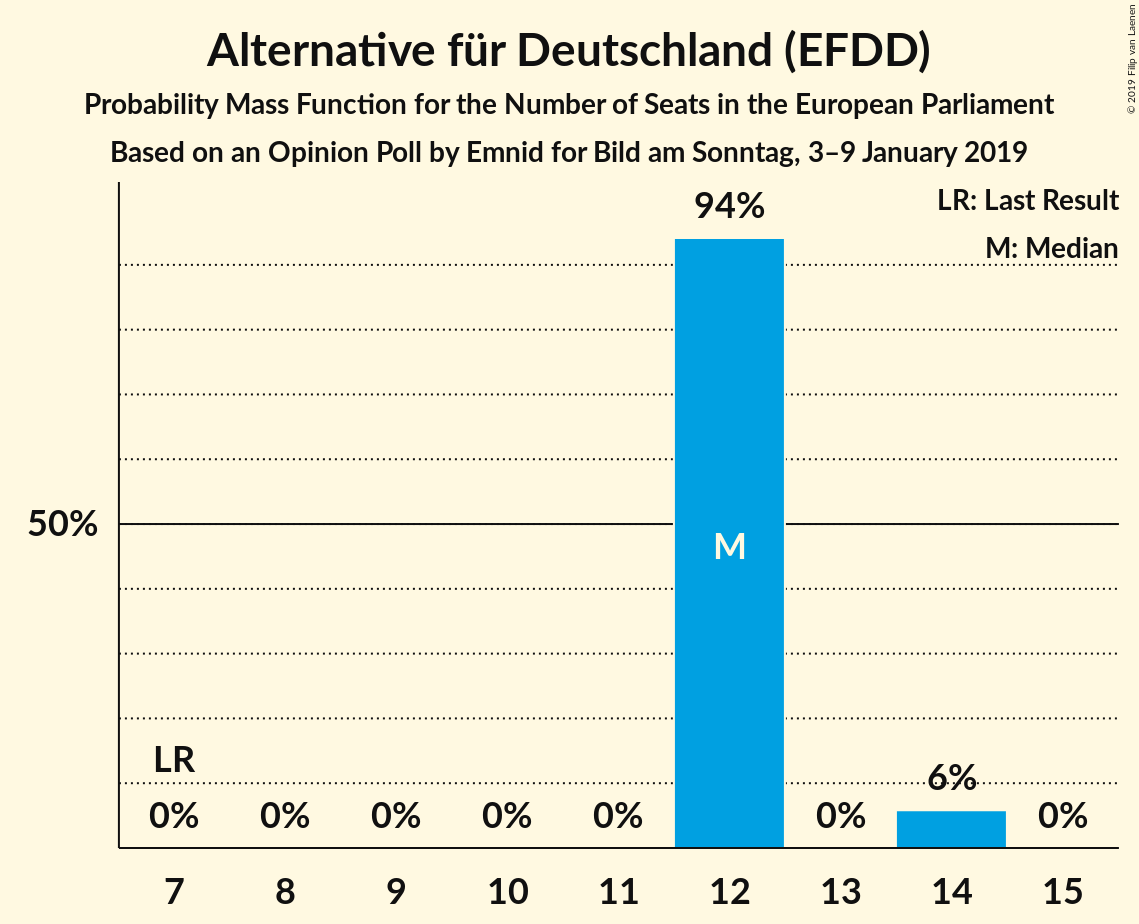 Alternative für Deutschland (EFDD)
Probability Mass Function for the Number of Seats in the European Parliament
Based on an Opinion Poll by Emnid for Bild am Sonntag, 3–9 January 2019
© 2019 Filip van Laenen
LR: Last Result
M: Median
94%
50%
M
LR
6%
0% 0% 0% 0% 0% 0% 0%
7 8 9 10 11 12 13 14 15